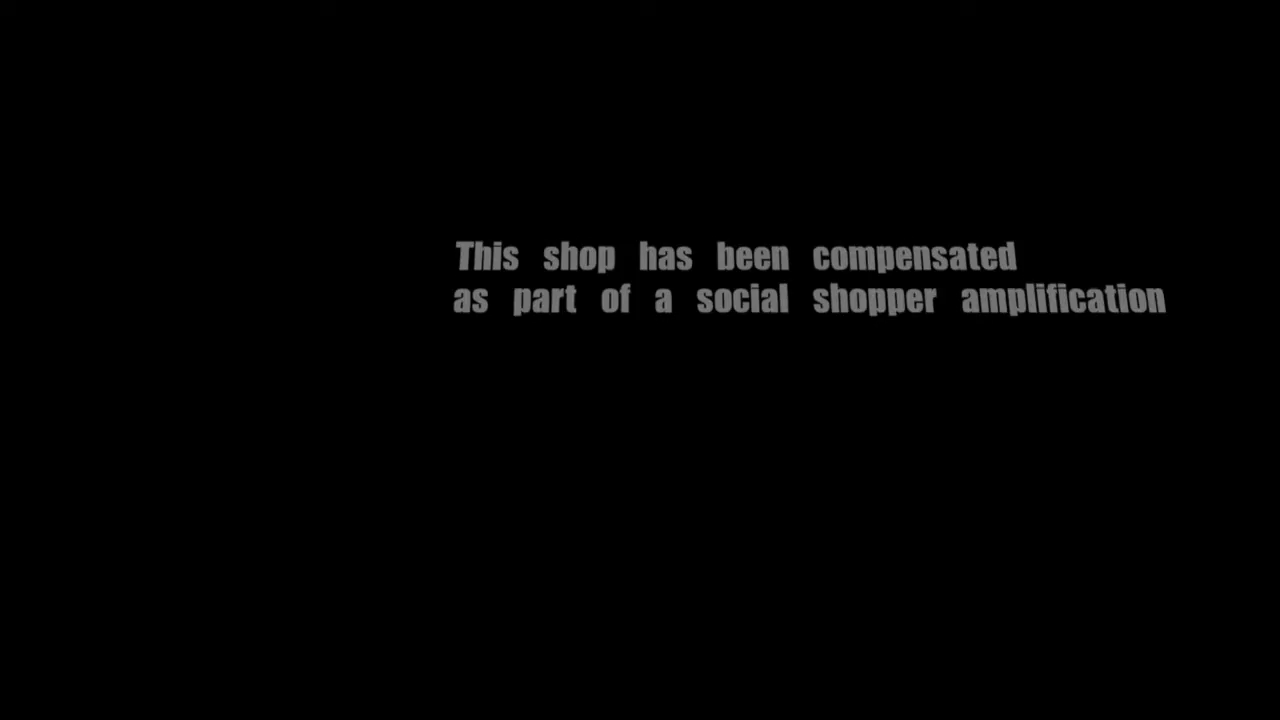 This shop has been compensated
as part of a social shopper amplification